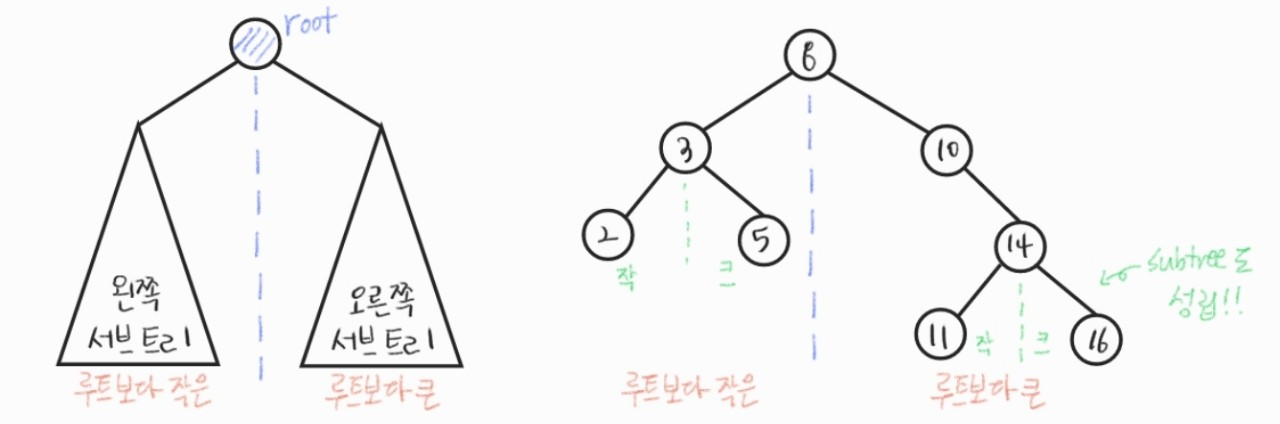 root
왼쪽
서브 트리
오른쪽
서브 트리
루트보다 작은
루트보다 큰
8
3
10
2
5
14
작
크
11
작
크
16
subtree도
성립!!
루트보다 작은
루트보다 큰